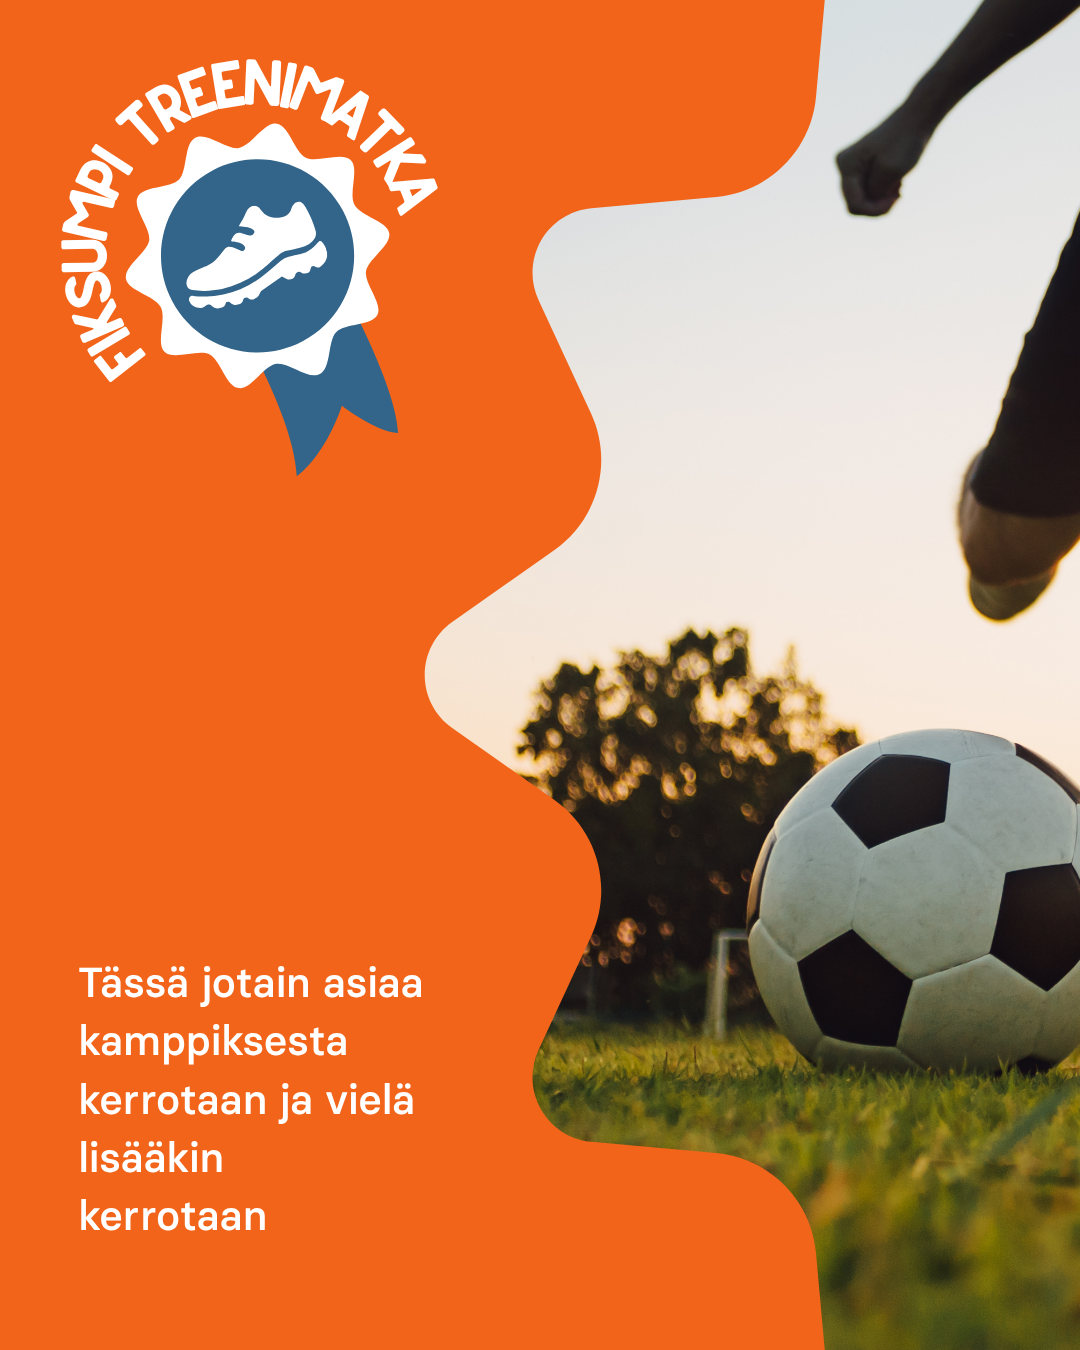 FIKSUMPI TREENIMATKA
Tässä jotain asiaa
kamppiksesta
kerrotaan ja vielä
lisääkin
kerrotaan